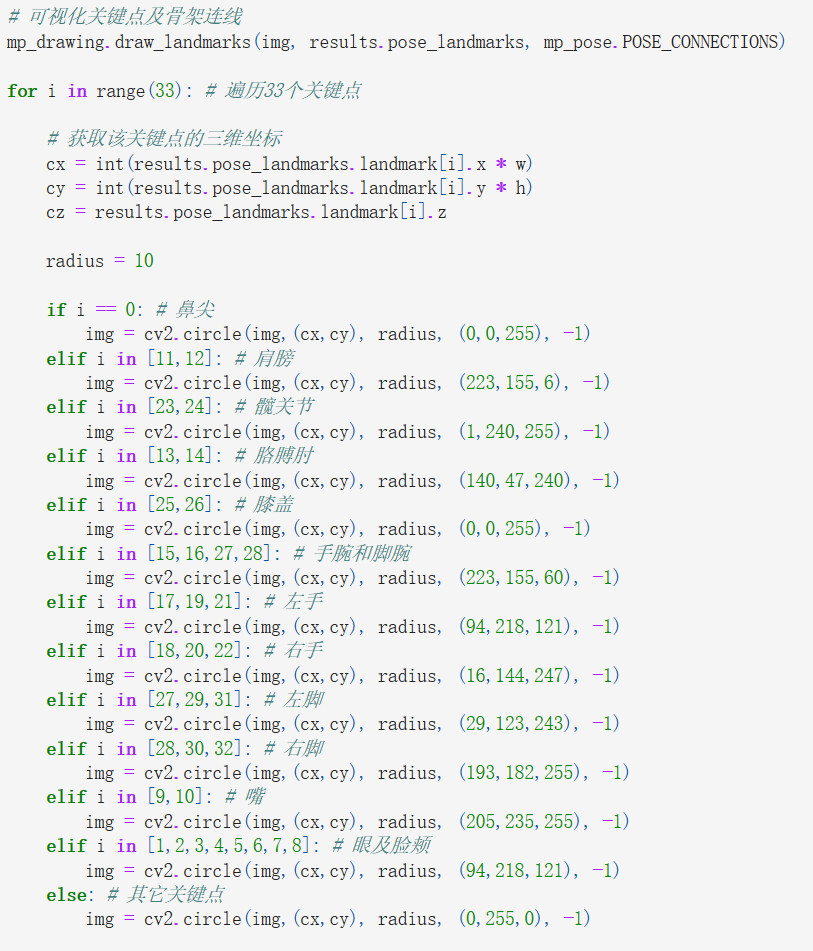 # 可视化关键点及骨架连线
mp_drawing.draw_landmarks(img, results.pose_landmarks, mp_pose.POSE_CONNECTIONS)
for i in range(33): # 遍历33个关键点
# 获取该关键点的三维坐标
cx = int(results.pose_landmarks.landmark[i].x * w)
cy = int(results.pose_landmarks.landmark[i].y * h)
cz = results.pose_landmarks.landmark[i].z
radius = 10
if i == 0: # 鼻尖
img = cv2.circle(img,(cx,cy), radius, (0,0,255), -1)
elif i in [11,12]: # 肩膀
img = cv2.circle(img,(cx,cy), radius, (223,155,6), -1)
elif i in [23,24]: # 髋关节
img = cv2.circle(img,(cx,cy), radius, (1,240,255), -1)
elif i in [13,14]: # 胳膊肘
img = cv2.circle(img,(cx,cy), radius, (140,47,240), -1)
elif i in [25,26]: # 膝盖
img = cv2.circle(img,(cx,cy), radius, (0,0,255), -1)
elif i in [15,16,27,28]: # 手腕和脚腕
img = cv2.circle(img,(cx,cy), radius, (223,155,60), -1)
elif i in [17,19,21]: # 左手
img = cv2.circle(img,(cx,cy), radius, (94,218,121), -1)
elif i in [18,20,22]: # 右手
img = cv2.circle(img,(cx,cy), radius, (16,144,247), -1)
elif i in [27,29,31]: # 左脚
img = cv2.circle(img,(cx,cy), radius, (29,123,243), -1)
elif i in [28,30,32]: # 右脚
img = cv2.circle(img,(cx,cy), radius, (193,182,255), -1)
elif i in [9,10]: # 嘴
img = cv2.circle(img,(cx,cy), radius, (205,235,255), -1)
elif i in [1,2,3,4,5,6,7,8]: # 眼及脸颊
img = cv2.circle(img,(cx,cy), radius, (94,218,121), -1)
else: # 其它关键点
img = cv2.circle(img,(cx,cy), radius, (0,255,0), -1)